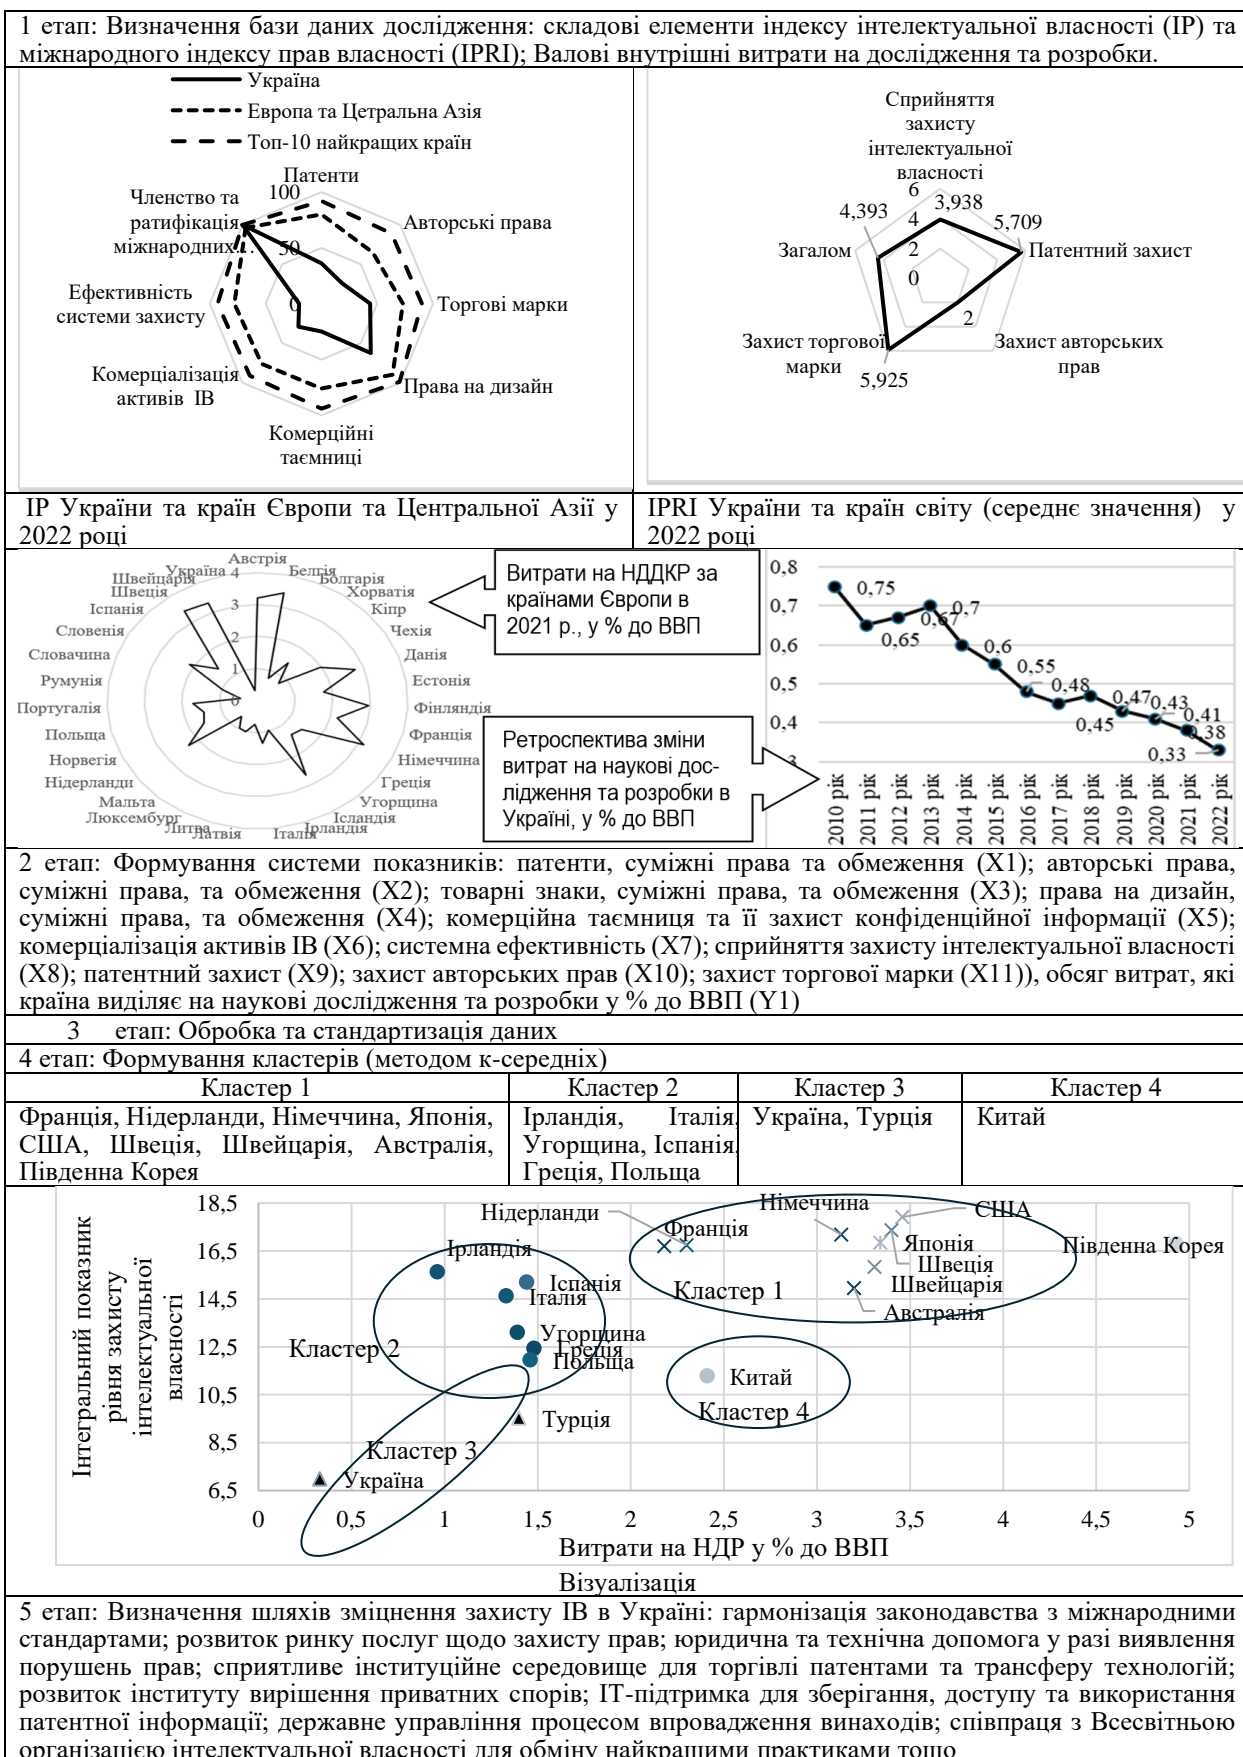 1 етап: Визначення бази даних дослідження: складові елементи індексу інтелектуальної власності (IP) та
міжнародного індексу прав власності (IPRI); Валові внутрішні витрати на дослідження та розробки.
Україна
Европа та Цетральна Азія
Топ-10 найкращих країн
Патенти
100
50
0
Авторські права
Торгові марки
Права на дизайн
Комерційні
таємниці
Комерціалізація
активів ІВ
Ефективність
системи захисту
Членство та
ратифікація
міжнародних…
Сприйняття
захисту
інтелектуальної
власності
6
4
2
0
3,938
5,709
4,393
Загалом
Патентний захист
2
Захист торгової
марки
Захист авторських
прав
5,925
IP України та країн Європи та Центральної Азії у
2022 році
IPRI України та країн світу (середнє значення) у
2022 році
Австрія
Бельгія
Болгарія
Хорватія
Кіпр
Чехія
Данія
Естонія
Фінляндія
Франція
Німеччина
Греція
Угорщина
Ісландія
Ірландія
Італія
Латвія
Литва
Люксембург
Мальта
Нідерланди
Норвегія
Польща
Португалія
Румунія
Словачина
Словенія
Іспанія
Швеція
Швейцарія
Україна
4
3
2
1
0
Витрати на НДДКР за
країнами Європи в
2021 р., у % до ВВП
Ретроспектива зміни
витрат на наукові дос-
лідження та розробки в
Україні, у % до ВВП
0,8
0,7
0,6
0,5
0,4
0,75
0,65
0,67
0,7
0,6
0,55
0,48
0,45
0,47
0,43
0,41
0,38
0,33
2010 рік
2011 рік
2012 рік
2013 рік
2014 рік
2015 рік
2016 рік
2017 рік
2018 рік
2019 рік
2020 рік
2021 рік
2022 рік
2 етап: Формування системи показників: патенти, суміжні права та обмеження (X1); авторські права,
суміжні права, та обмеження (X2); товарні знаки, суміжні права, та обмеження (X3); права на дизайн,
суміжні права, та обмеження (X4); комерційна таємниця та її захист конфіденційної інформації (X5);
комерціалізація активів ІВ (X6); системна ефективність (X7); сприйняття захисту інтелектуальної власності
(X8); патентний захист (X9); захист авторських прав (X10); захист торгової марки (X11)), обсяг витрат, які
країна виділяє на наукові дослідження та розробки у % до ВВП (Y1)
3 етап: Обробка та стандартизація даних
4 етап: Формування кластерів (методом к-середніх)
Кластер 1
Кластер 2
Кластер 3
Кластер 4
Франція, Нідерланди, Німеччина, Японія,
США, Швеція, Швейцарія, Австралія,
Південна Корея
Ірландія, Італія,
Угорщина, Іспанія,
Греція, Польща
Україна, Турція
Китай
Інтегральний показник
рівня захисту
інтелектуальної
власності
18,5
16,5
14,5
12,5
10,5
8,5
6,5
Нідерланди
Франція
Німеччина
США
Японія
Швеція
Швейцарія
Австралія
Південна Корея
Кластер 1
Ірландія
Іспанія
Італія
Угорщина
Греція
Польща
Кластер 2
Китай
Кластер 4
Турція
Кластер 3
Україна
0 0,5 1 1,5 2 2,5 3 3,5 4 4,5 5
Витрати на НДР у % до ВВП
Візуалізація
5 етап: Визначення шляхів зміцнення захисту ІВ в Україні: гармонізація законодавства з міжнародними
стандартами; розвиток ринку послуг щодо захисту прав; юридична та технічна допомога у разі виявлення
порушень прав; сприятливе інституційне середовище для торгівлі патентами та трансферу технологій;
розвиток інституту вирішення приватних спорів; ІТ-підтримка для зберігання, доступу та використання
патентної інформації; державне управління процесом впровадження винаходів; співпраця з Всесвітньою
організацією інтелектуальної власності для обміну найкращими практиками тощо